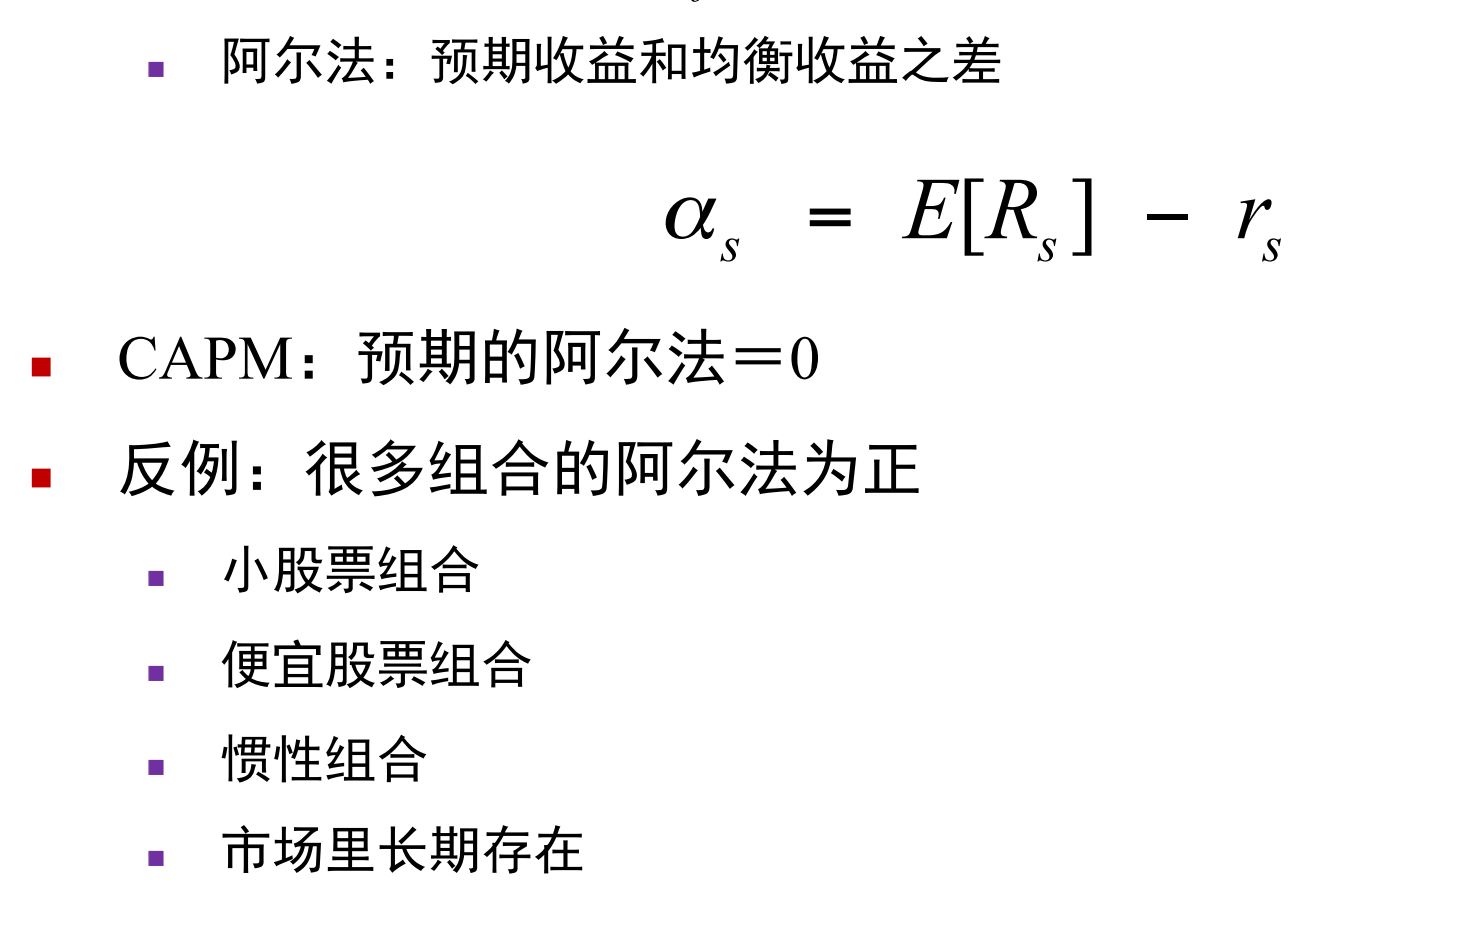 阿尔法：预期收益和均衡收益之差
α_s = E[R_s] − r_s
CAPM：预期的阿尔法＝0
反例：很多组合的阿尔法为正
小股票组合
便宜股票组合
惯性组合
市场里长期存在